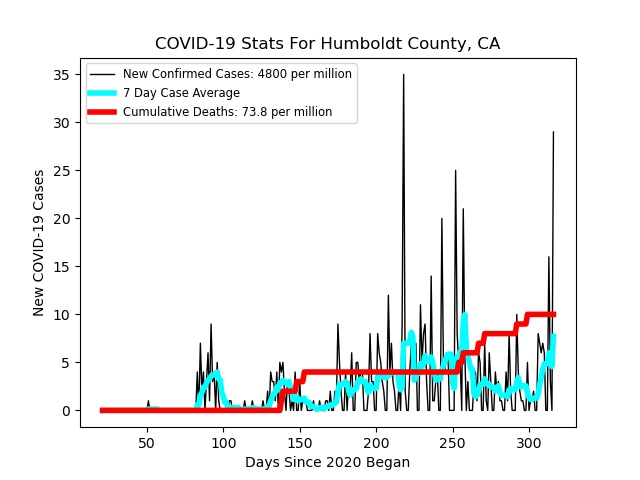 COVID-19 Stats For Humboldt County, CA
New Confirmed Cases: 4800 per million
7 Day Case Average
Cumulative Deaths: 73.8 per million
New COVID-19 Cases
35
30
25
20
15
10
5
0
50 100 150 200 250 300
Days Since 2020 Began